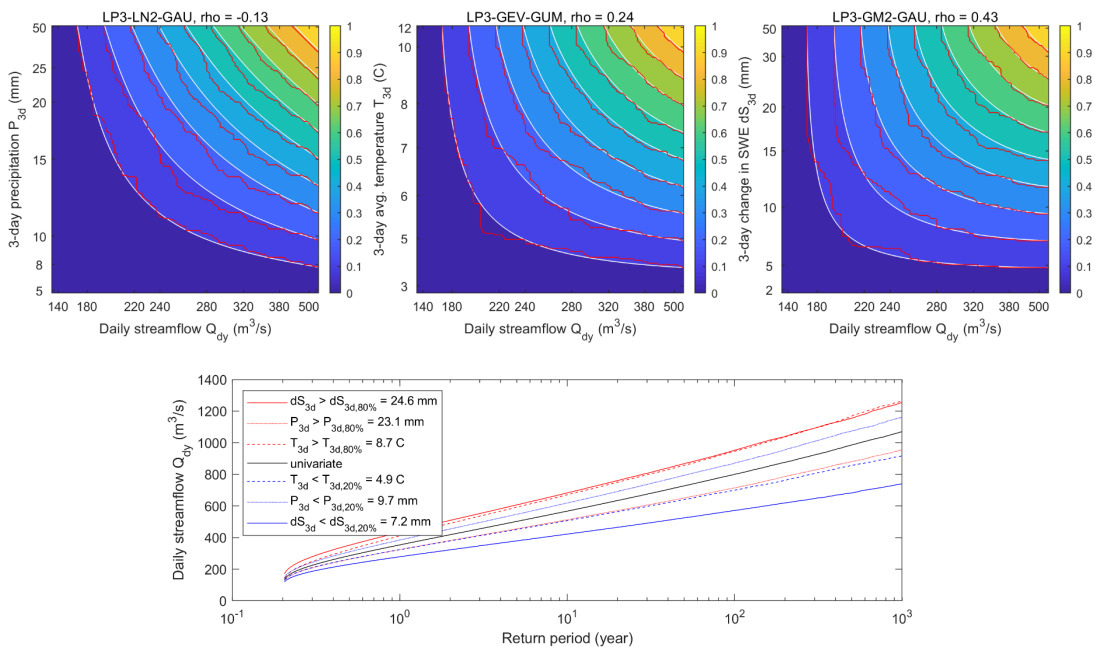 LP3-LN2-GAU, rho = -0.13
50
25
20
15
10
8
5
3-day precipitation P3d (mm)
140 180 220 240 280 320 500
Daily streamflow Qdy (m3/s)
1
0.9
0.8
0.7
0.6
0.5
0.4
0.3
0.2
0.1
0
LP3-GEV-GUM, rho = 0.24
12
10
8
7
6
5
3
3-day avg. temperature T3d (C)
140 180 220 240 280 320 500
Daily streamflow Qdy (m3/s)
1
0.9
0.8
0.7
0.6
0.5
0.4
0.3
0.2
0.1
0
LP3-GM2-GAU, rho = 0.43
50
30
20
15
10
5
2
3-day change in SWE dS3d (mm)
140 180 220 240 280 320 500
Daily streamflow Qdy (m3/s)
1
0.9
0.8
0.7
0.6
0.5
0.4
0.3
0.2
0.1
0
1400
1200
1000
800
600
400
200
0
Daily streamflow Qdy (m3/s)
dS3d > dS3d,80% = 24.6 mm
P3d > P3d,80% = 23.1 mm
T3d > T3d,80% = 8.7 C
univariate
T3d < T3d,20% = 4.9 C
P3d < P3d,20% = 9.7 mm
dS3d < dS3d,20% = 7.2 mm
10-1 100 101 102 103
Return period (year)